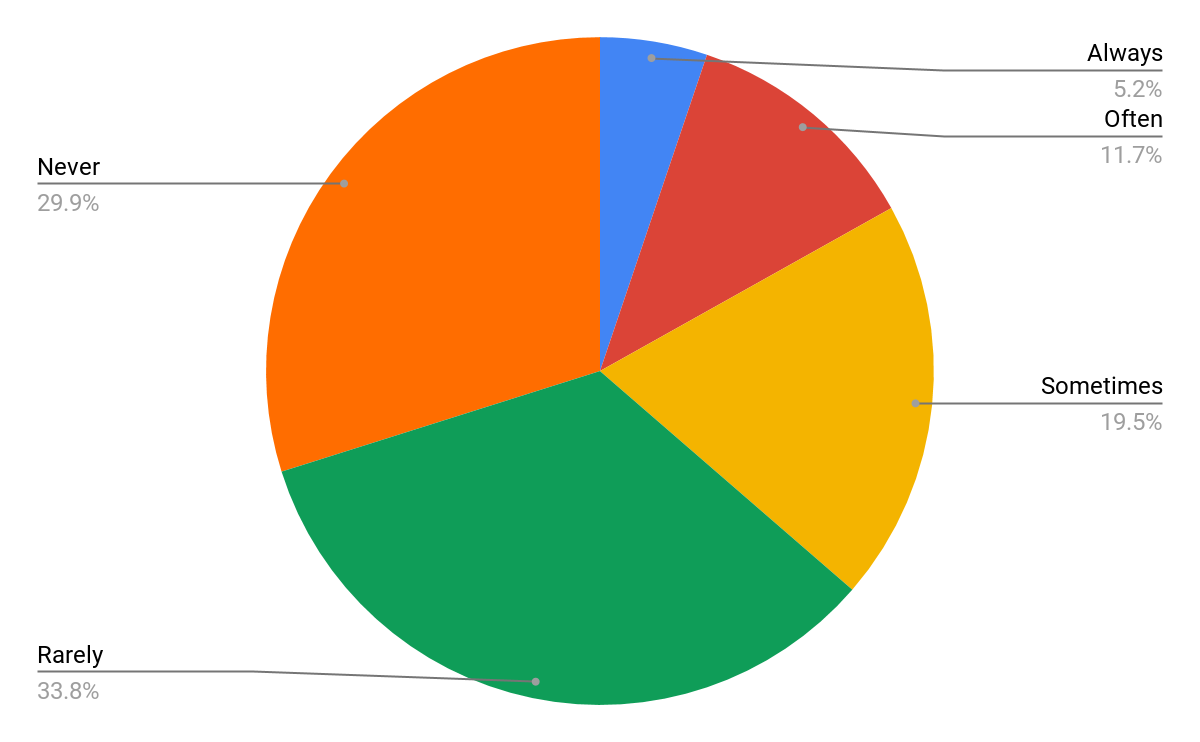 Always
5.2%
Often
11.7%
Never
29.9%
Sometimes
19.5%
Rarely
33.8%